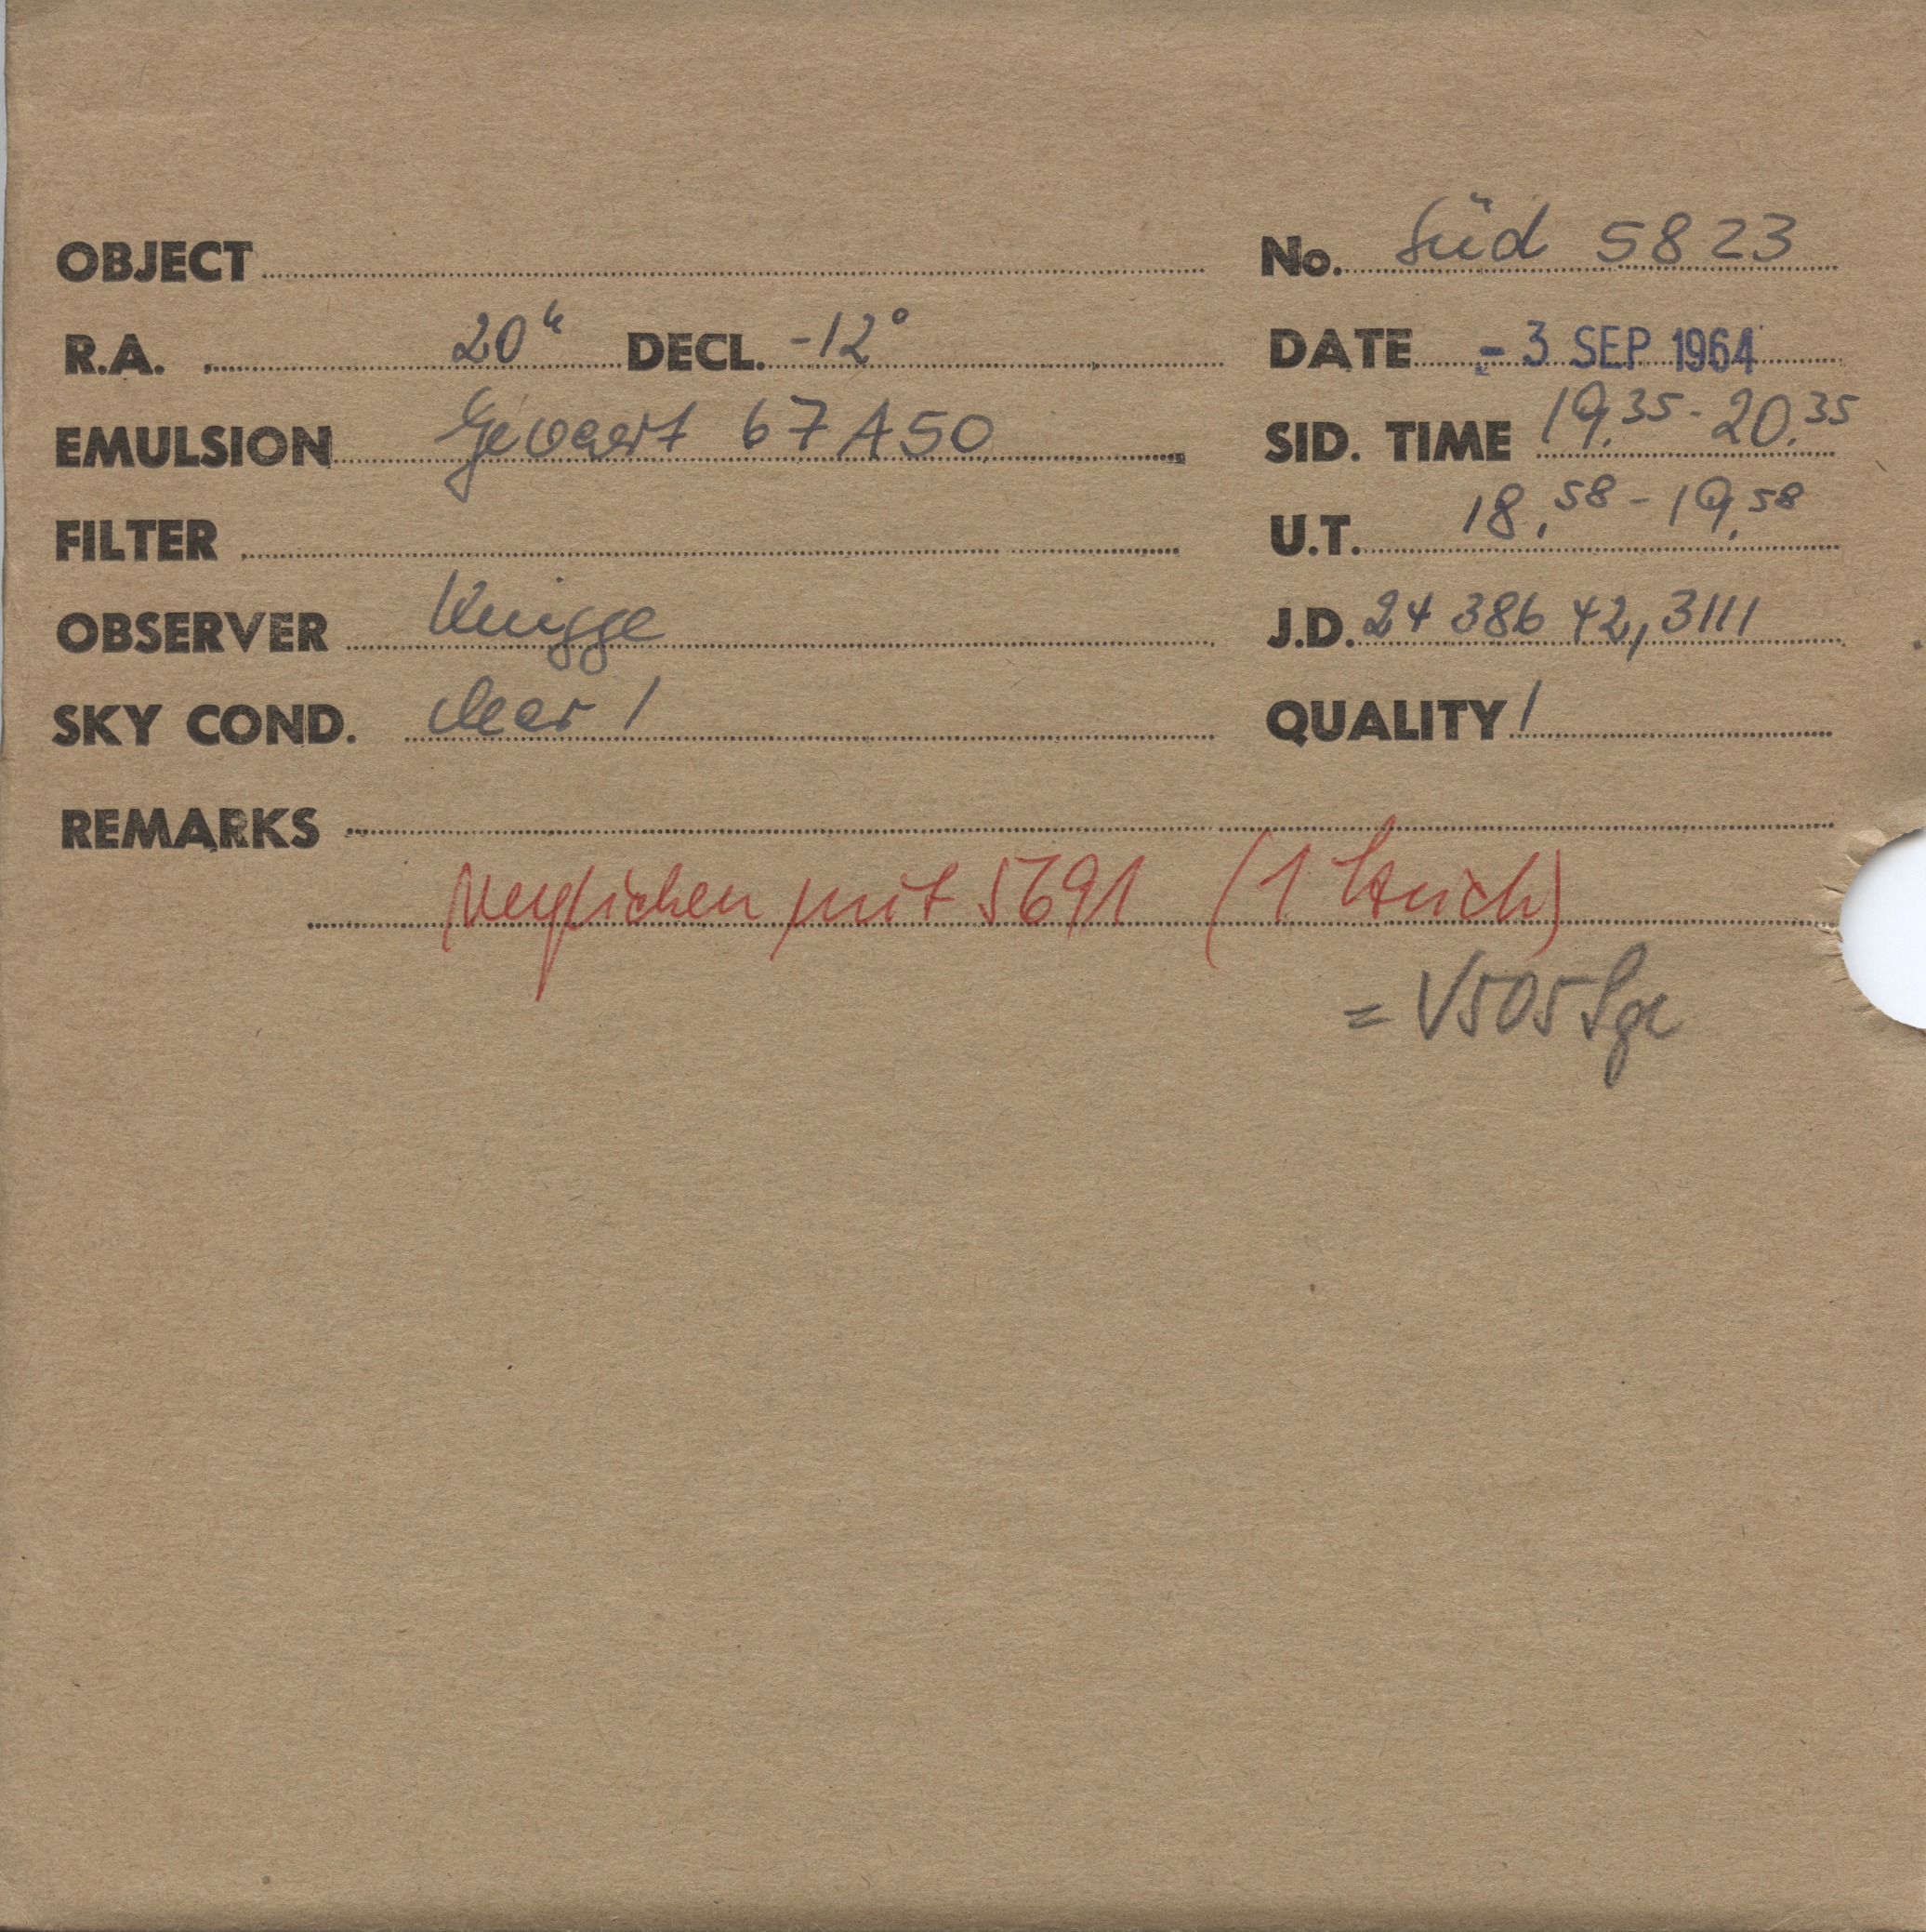 OBJECT No. Süd 5823
R.A. 20h DECL. -12° DATE - 3 SEP 1964
EMULSION Gevaert 67A50 SID. TIME 19.35 - 20.35
FILTER U.T. 18.58 - 19.58
OBSERVER Knigge J.D. 24 386 42,3111
SKY COND. clear 1 QUALITY 1
REMARKS
verglichen mit 5691 (1 Strich)
= V505 Sgr